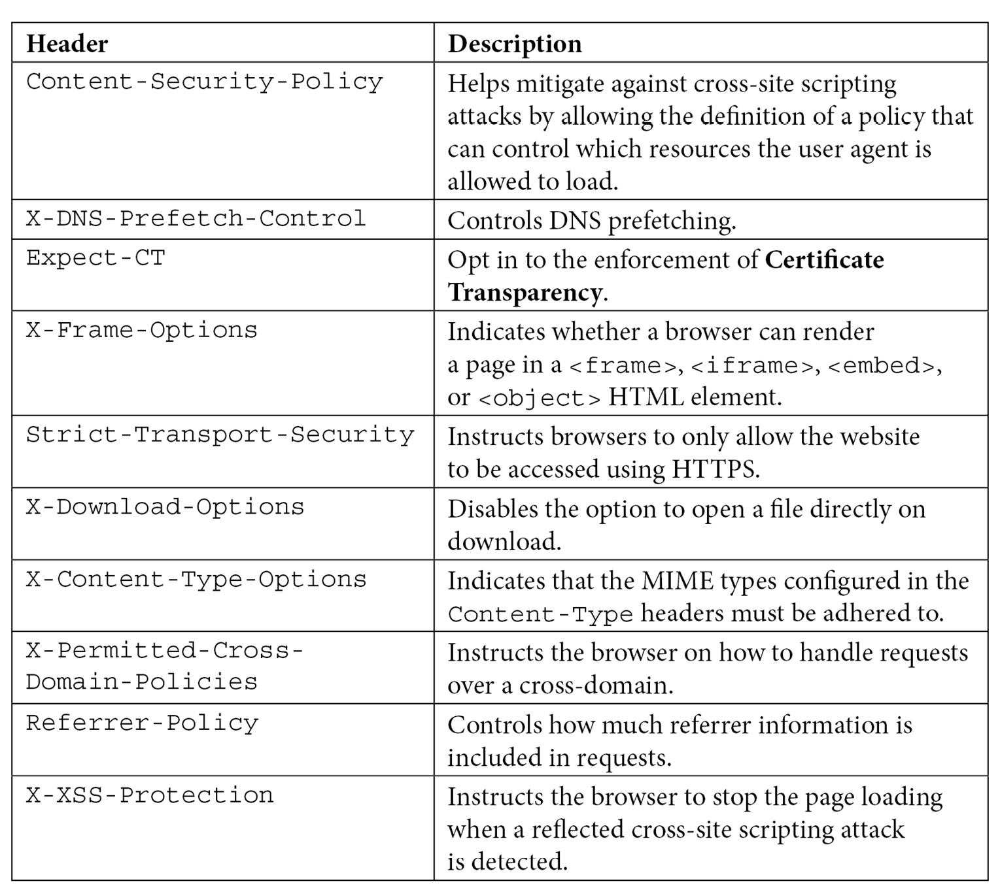 Header
Description
Content-Security-Policy
Helps mitigate against cross-site scripting
attacks by allowing the definition of a policy that
can control which resources the user agent is
allowed to load.
X-DNS-Prefetch-Control
Controls DNS prefetching.
Expect-CT
Opt in to the enforcement of Certificate
Transparency.
X-Frame-Options
Indicates whether a browser can render
a page in a <frame>, <iframe>, <embed>,
or <object> HTML element.
Strict-Transport-Security
Instructs browsers to only allow the website
to be accessed using HTTPS.
X-Download-Options
Disables the option to open a file directly on
download.
X-Content-Type-Options
Indicates that the MIME types configured in the
Content-Type headers must be adhered to.
X-Permitted-Cross-
Domain-Policies
Instructs the browser on how to handle requests
over a cross-domain.
Referrer-Policy
Controls how much referrer information is
included in requests.
X-XSS-Protection
Instructs the browser to stop the page loading
when a reflected cross-site scripting attack
is detected.